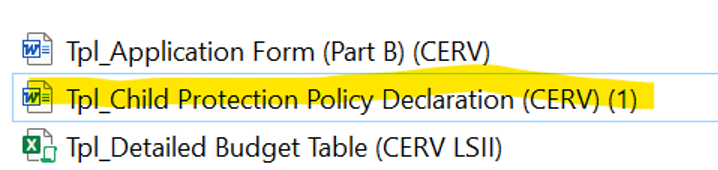 Tpl_Application Form (Part B) (CERV)
Tpl_Child Protection Policy Declaration (CERV) (1)
Tpl_Detailed Budget Table (CERV LSII)